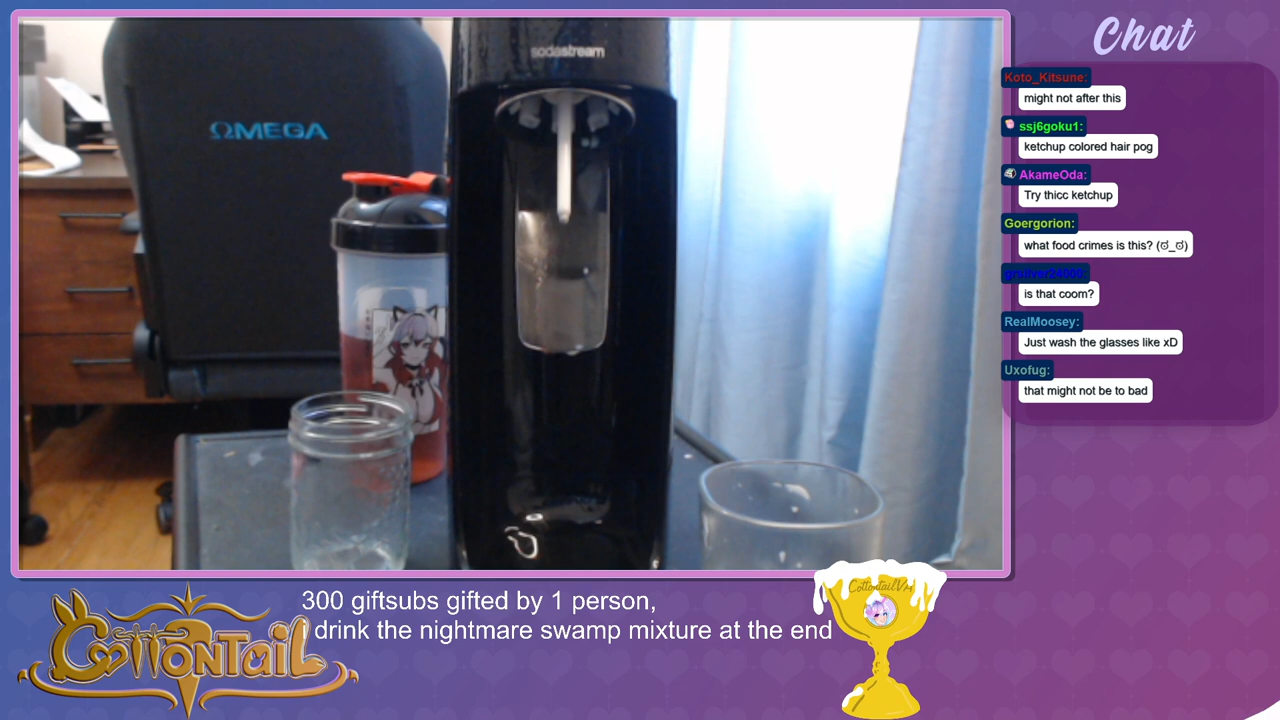 sodastream
ΩMEGA
Chat
Koto_Kitsune:
might not after this
ssj6goku1:
ketchup colored hair pog
AkameOda:
Try thicc ketchup
Goergorion:
what food crimes is this? (ಠ_ಠ)
is that coom?
RealMoosey:
Just wash the glasses like xD
Uxofug:
that might not be to bad
CottontailVA
300 giftsubs gifted by 1 person,
i drink the nightmare swamp mixture at the end
CottonTail